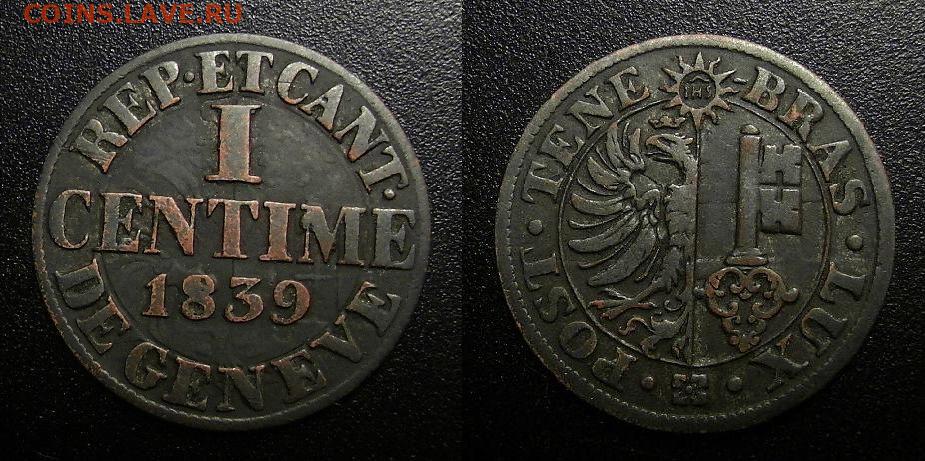 COINS.LAVE.RU
REP·ET CANT·
I
CENTIME
1839
DE GENEVE
POST·TENE-BRAS·LUX
IHS